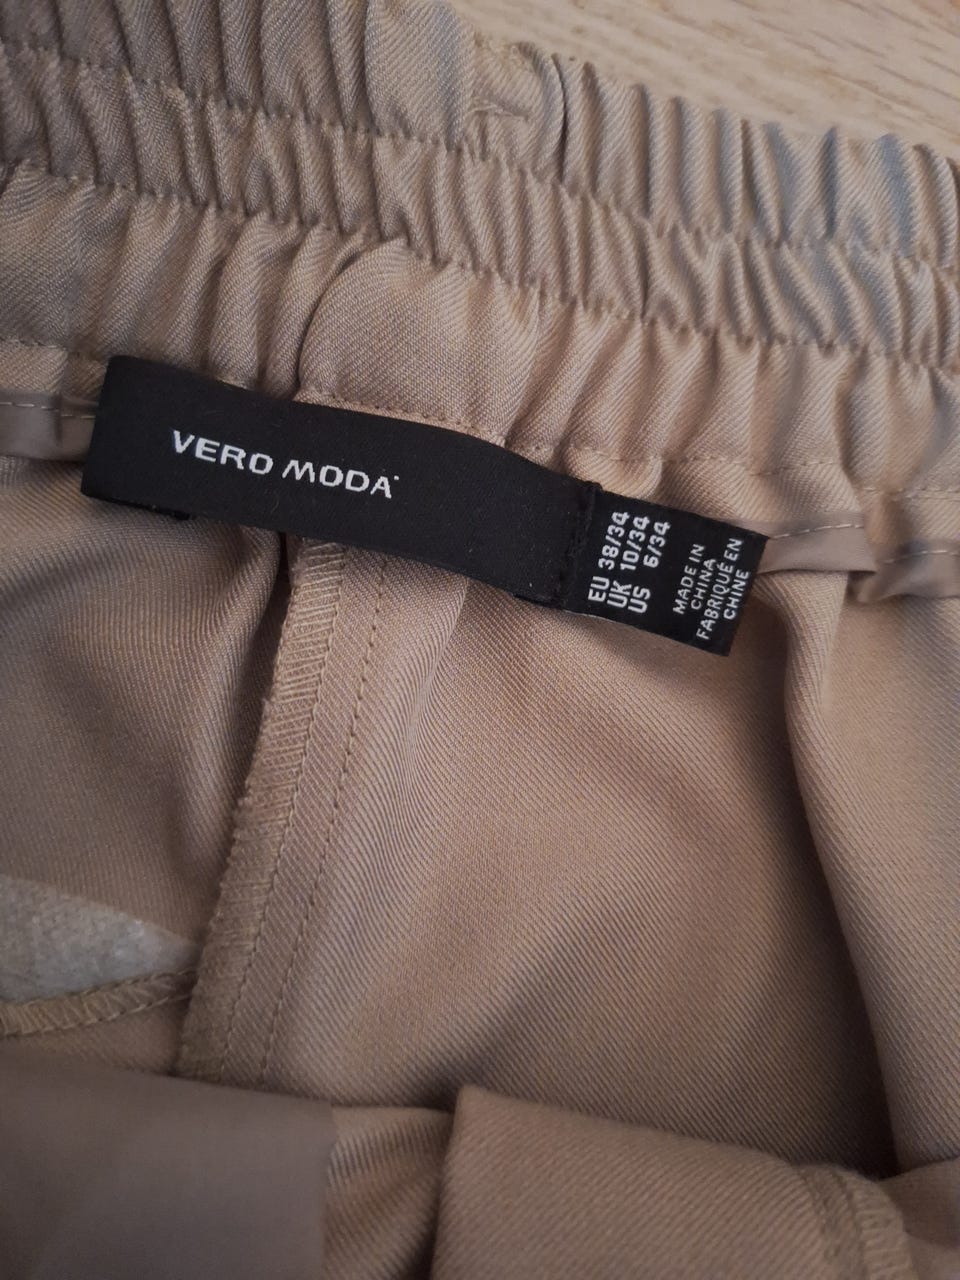 VERO MODA
EU 38/34
UK 10/34
US 6/34
MADE IN
CHINA
FABRIQUÉ EN
CHINE